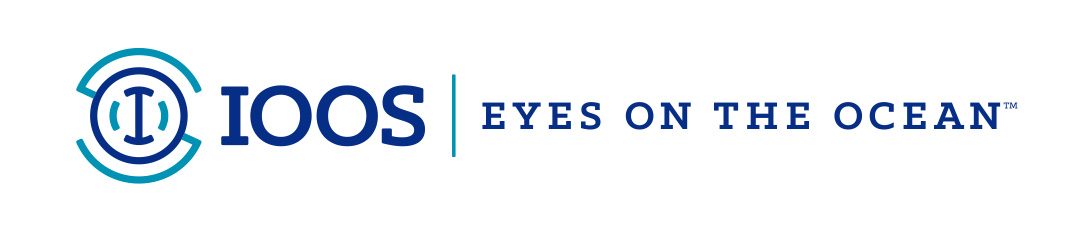 IOOS
EYES ON THE OCEAN™